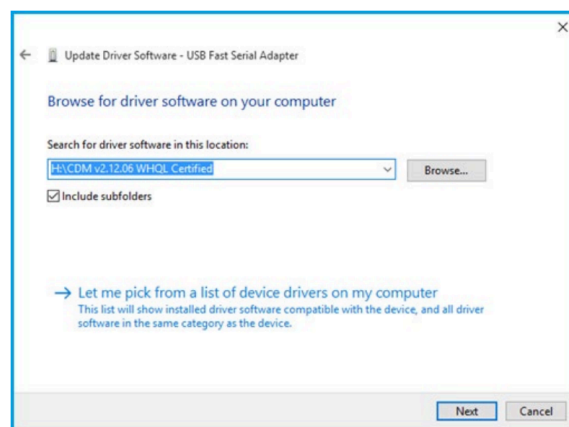 Update Driver Software - USB Fast Serial Adapter
Browse for driver software on your computer
Search for driver software in this location:
H:\CDM v2.12.06 WHQL Certified
Browse...
Include subfolders
Let me pick from a list of device drivers on my computer
This list will show installed driver software compatible with the device, and all driver
software in the same category as the device.
Next
Cancel